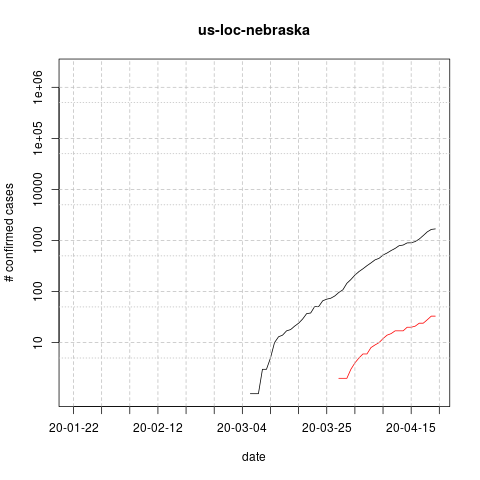 us-loc-nebraska
# confirmed cases
1e+06
1e+05
10000
1000
100
10
20-01-22
20-02-12
20-03-04
20-03-25
20-04-15
date